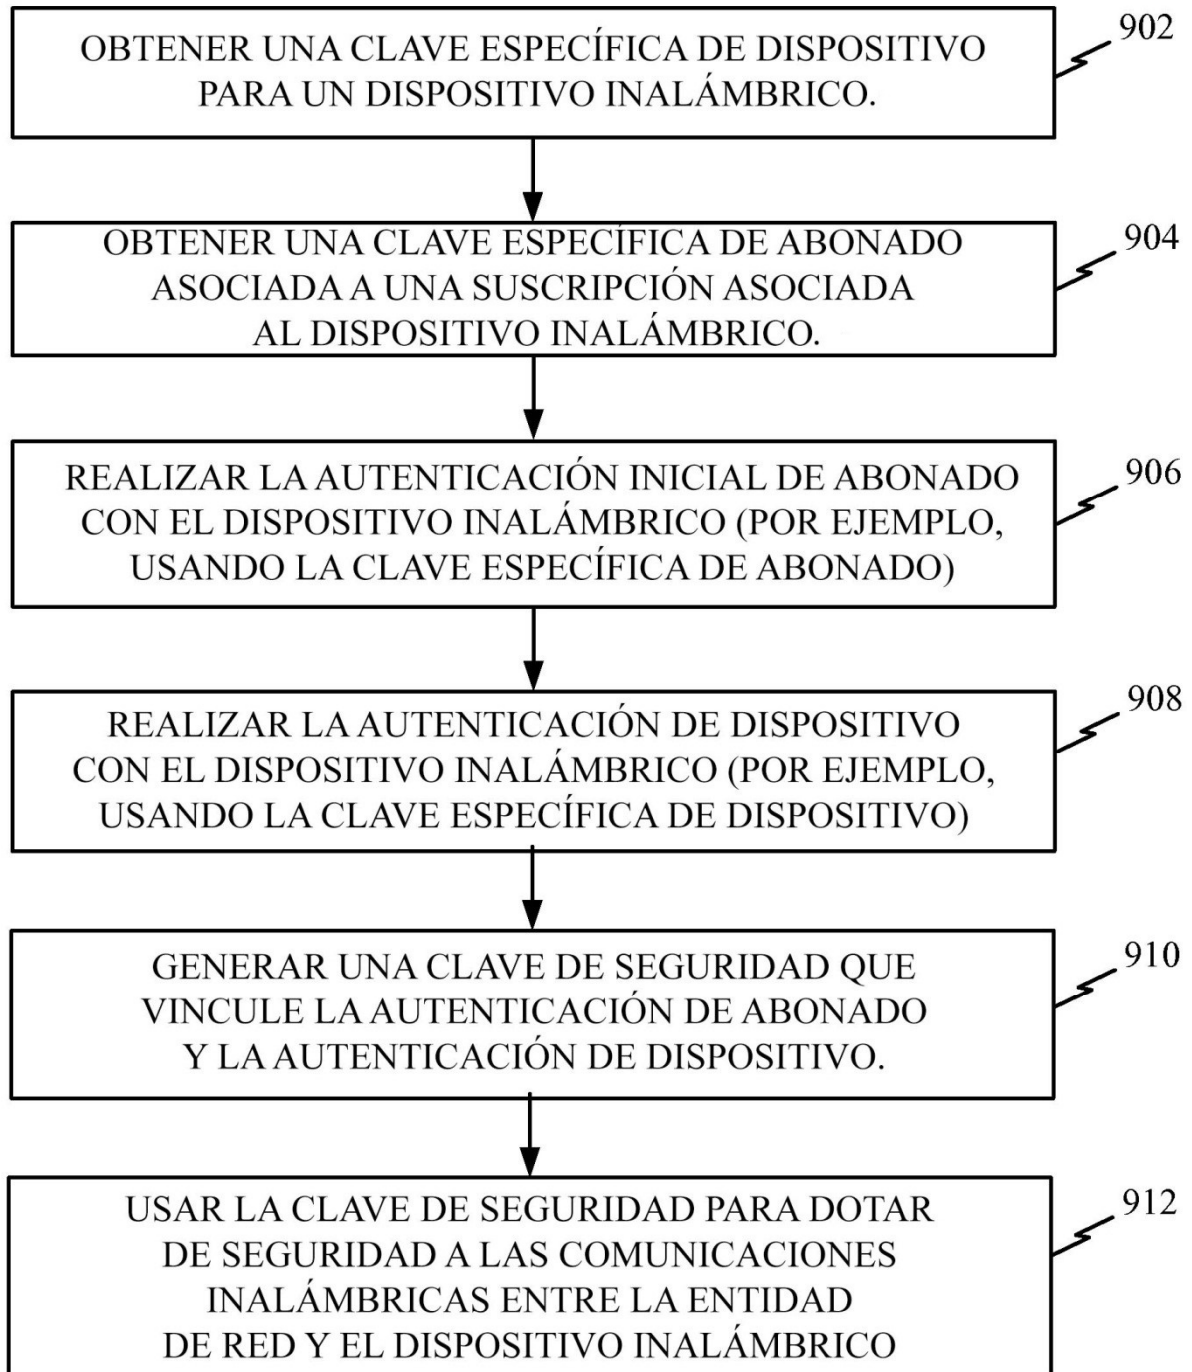 OBTENER UNA CLAVE ESPECÍFICA DE DISPOSITIVO
PARA UN DISPOSITIVO INALÁMBRICO.
902
OBTENER UNA CLAVE ESPECÍFICA DE ABONADO
ASOCIADA A UNA SUSCRIPCIÓN ASOCIADA
AL DISPOSITIVO INALÁMBRICO.
904
REALIZAR LA AUTENTICACIÓN INICIAL DE ABONADO
CON EL DISPOSITIVO INALÁMBRICO (POR EJEMPLO,
USANDO LA CLAVE ESPECÍFICA DE ABONADO)
906
REALIZAR LA AUTENTICACIÓN DE DISPOSITIVO
CON EL DISPOSITIVO INALÁMBRICO (POR EJEMPLO,
USANDO LA CLAVE ESPECÍFICA DE DISPOSITIVO)
908
GENERAR UNA CLAVE DE SEGURIDAD QUE
VINCULE LA AUTENTICACIÓN DE ABONADO
Y LA AUTENTICACIÓN DE DISPOSITIVO.
910
USAR LA CLAVE DE SEGURIDAD PARA DOTAR
DE SEGURIDAD A LAS COMUNICACIONES
INALÁMBRICAS ENTRE LA ENTIDAD
DE RED Y EL DISPOSITIVO INALÁMBRICO
912